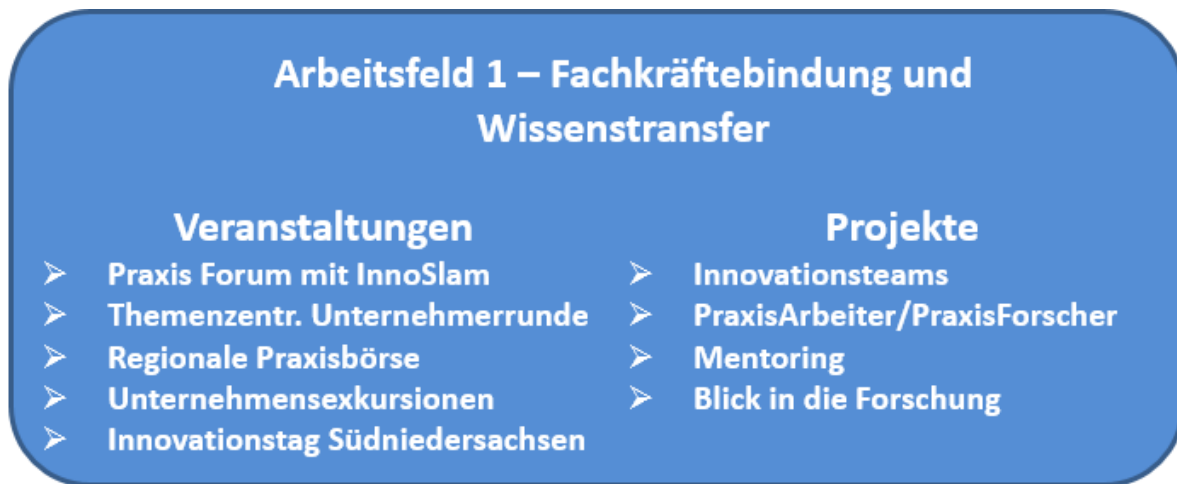 Arbeitsfeld 1 – Fachkräftebindung und
Wissenstransfer
Veranstaltungen
➢ Praxis Forum mit InnoSlam
➢ Themenzentr. Unternehmerrunde
➢ Regionale Praxisbörse
➢ Unternehmensexkursionen
➢ Innovationstag Südniedersachsen
Projekte
➢ Innovationsteams
➢ PraxisArbeiter/PraxisForscher
➢ Mentoring
➢ Blick in die Forschung